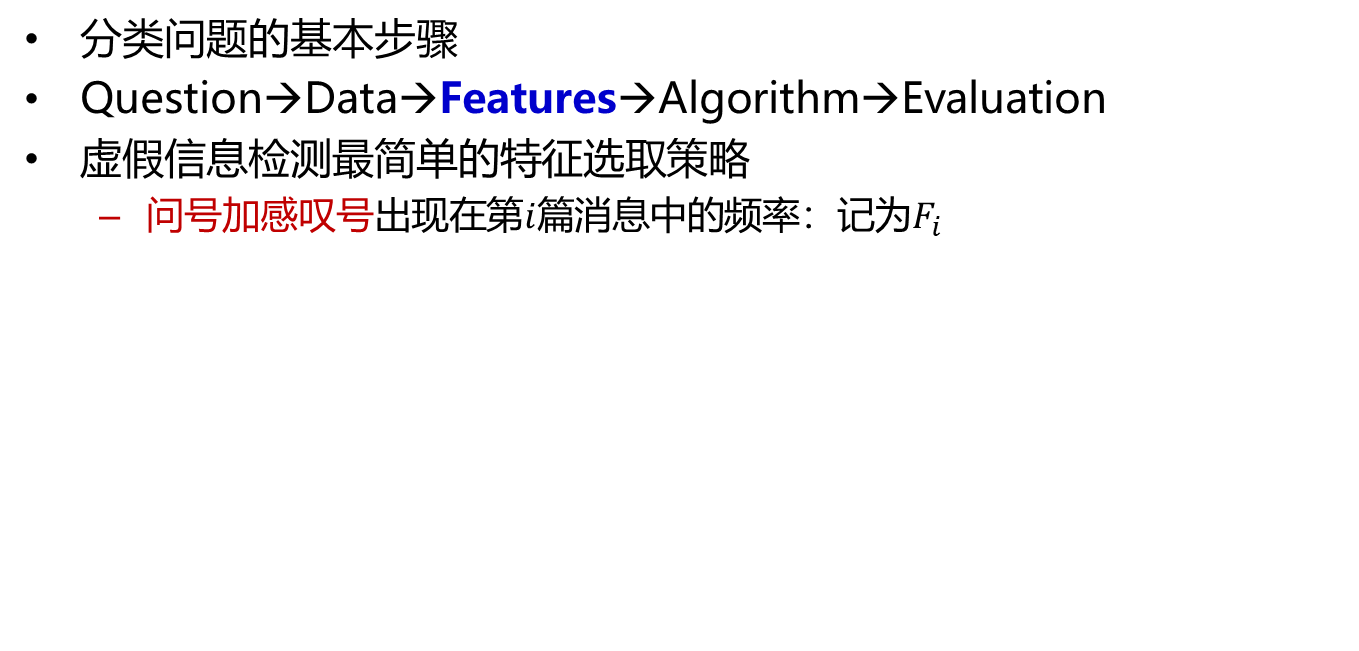 • 分类问题的基本步骤
• Question→Data→Features→Algorithm→Evaluation
• 虚假信息检测最简单的特征选取策略
– 问号加感叹号出现在第i篇消息中的频率：记为Fᵢ